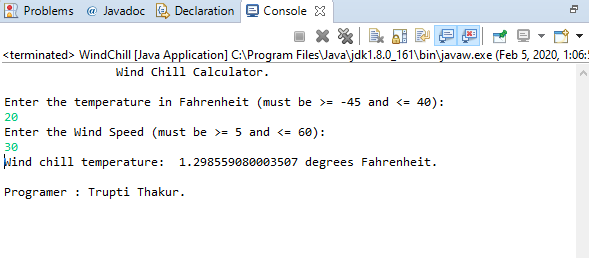 Problems @ Javadoc Declaration Console
<terminated> WindChill [Java Application] C:\Program Files\Java\jdk1.8.0_161\bin\javaw.exe (Feb 5, 2020, 1:06:5
Wind Chill Calculator.
Enter the temperature in Fahrenheit (must be >= -45 and <= 40):
20
Enter the Wind Speed (must be >= 5 and <= 60):
30
Wind chill temperature:  1.298559080003507 degrees Fahrenheit.
Programer : Trupti Thakur.